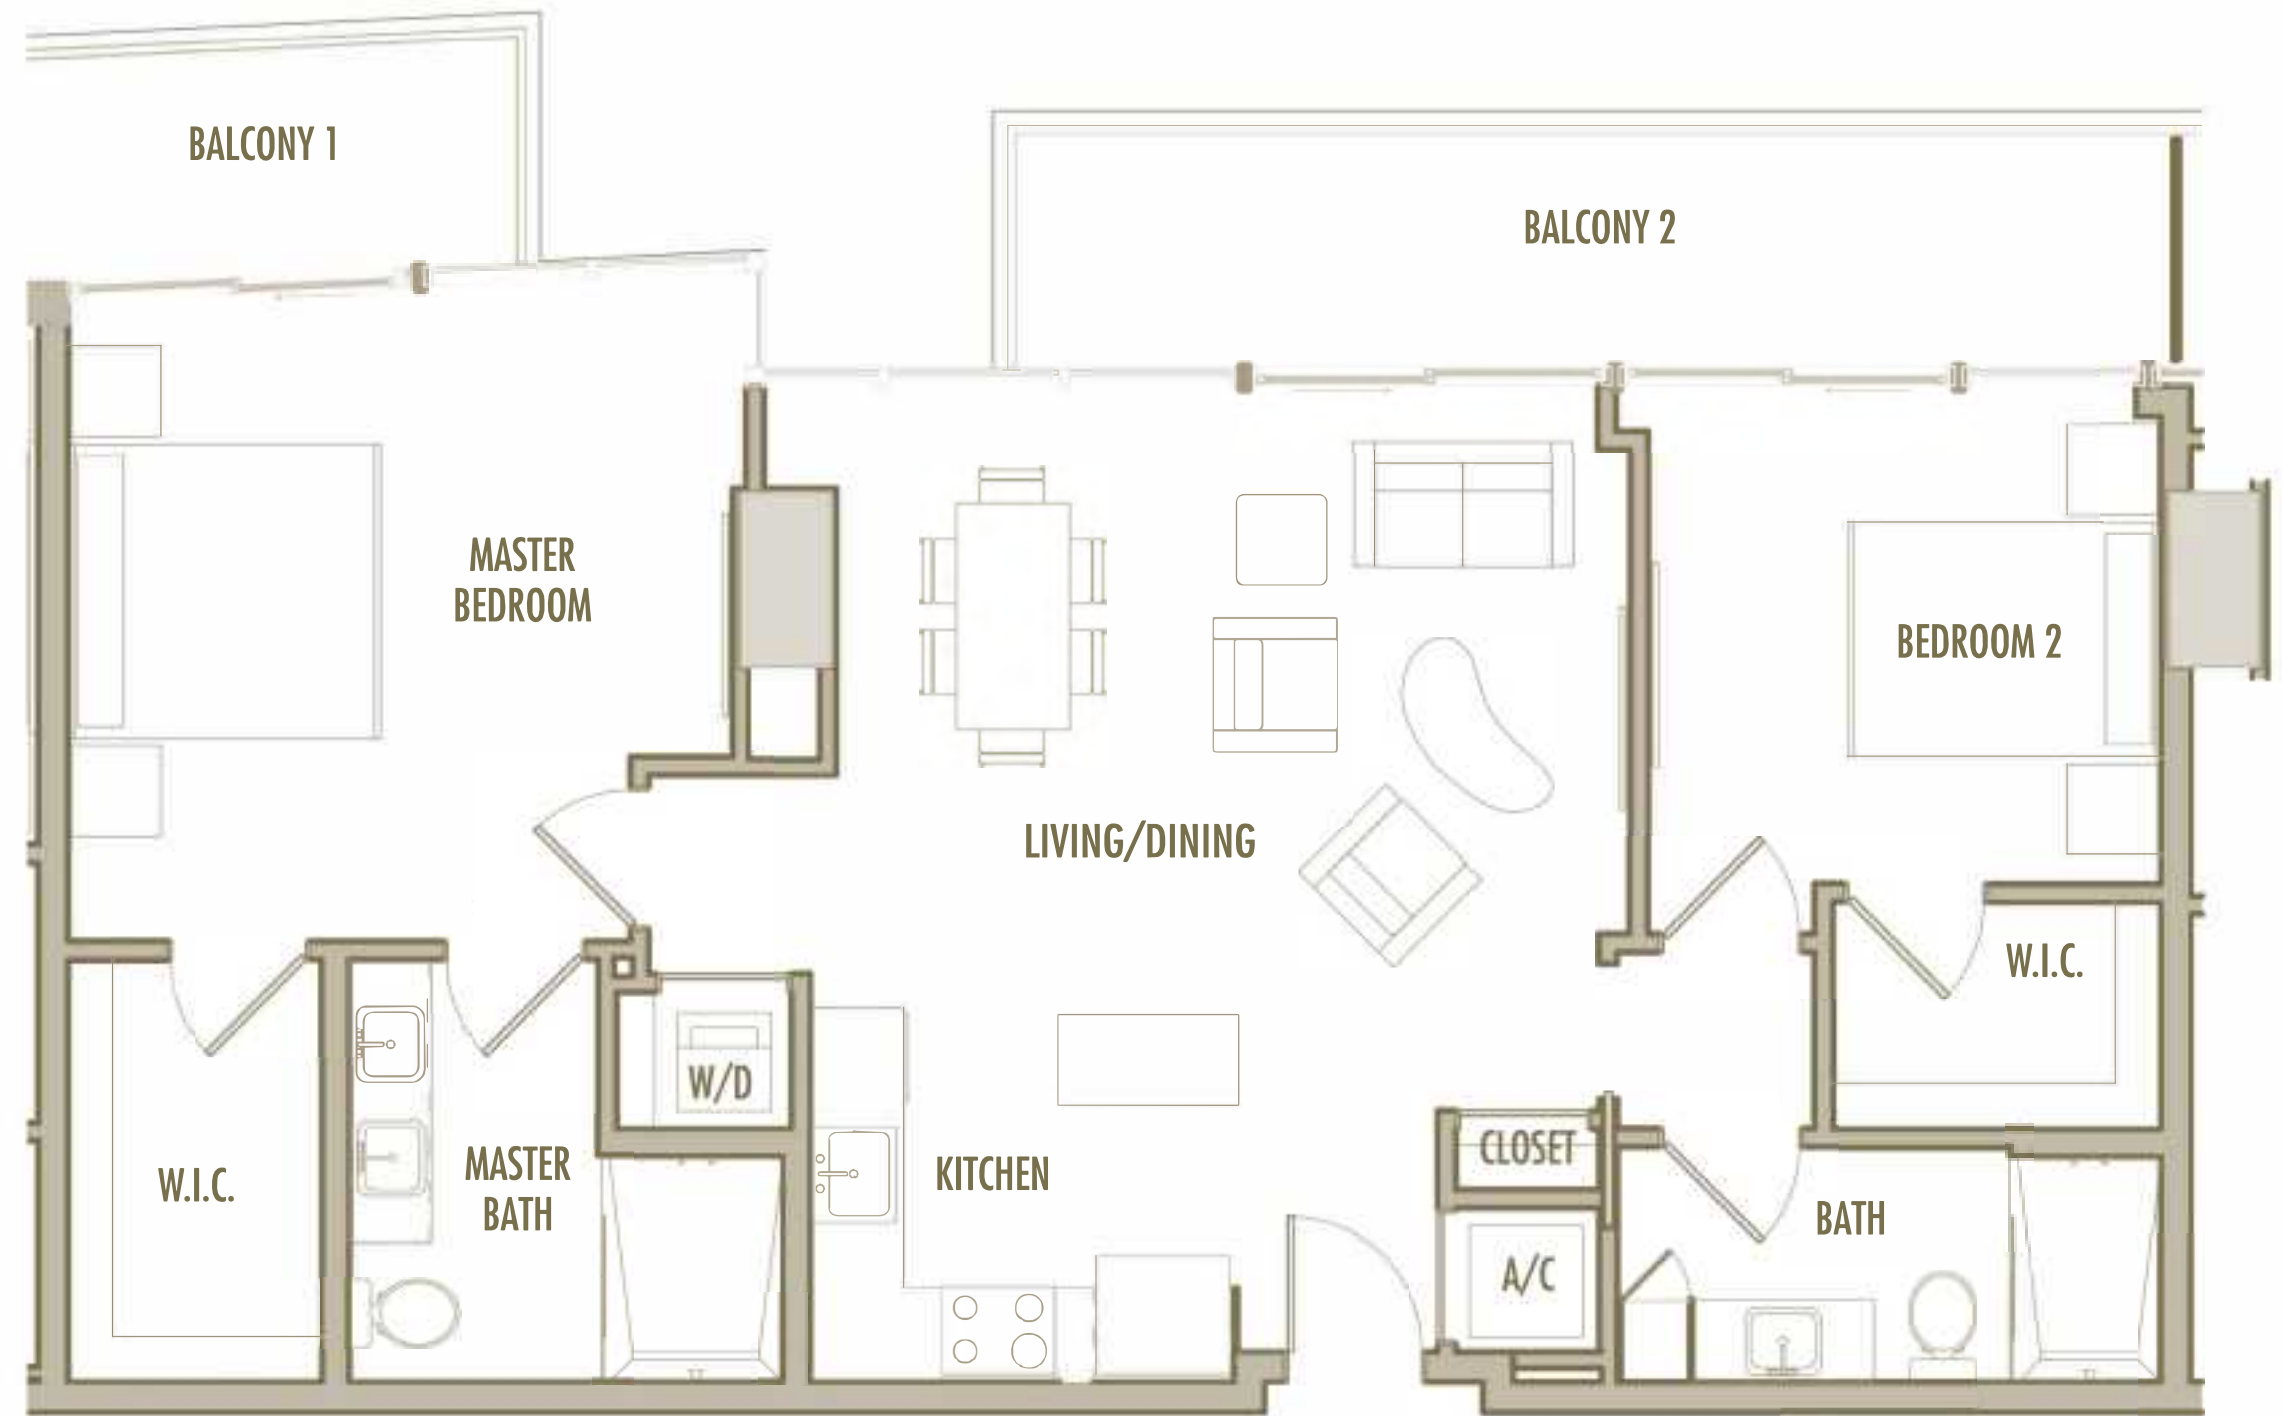 BALCONY 1
BALCONY 2
MASTER
BEDROOM
BEDROOM 2
LIVING/DINING
W.I.C.
W/D
CLOSET
MASTER
BATH
KITCHEN
W.I.C.
BATH
A/C